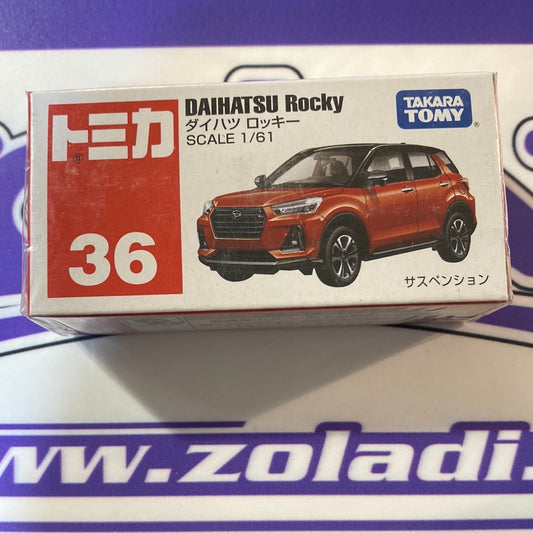 トミカ
®
36
DAIHATSU Rocky
ダイハツ ロッキー
SCALE 1/61
TAKARA
TOMY
®
サスペンション
www.zoladi.